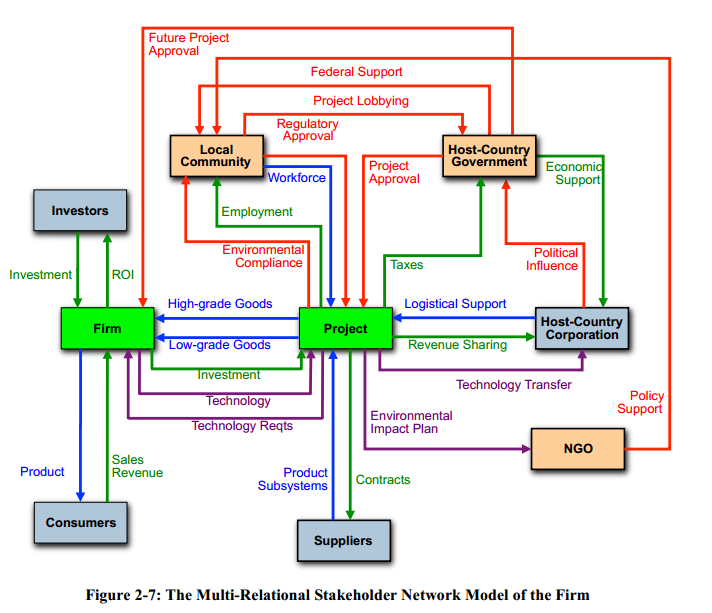 Future Project
Approval
Federal Support
Project Lobbying
Regulatory
Approval
Local
Community
Host-Country
Government
Project
Approval
Economic
Support
Workforce
Investors
Employment
Environmental
Compliance
Taxes
Political
Influence
Investment
ROI
High-grade Goods
Logistical Support
Firm
Project
Host-Country
Corporation
Low-grade Goods
Revenue Sharing
Investment
Technology
Technology Transfer
Technology Reqts
Environmental
Impact Plan
Policy
Support
NGO
Product
Sales
Revenue
Product
Subsystems
Contracts
Consumers
Suppliers
Figure 2-7: The Multi-Relational Stakeholder Network Model of the Firm